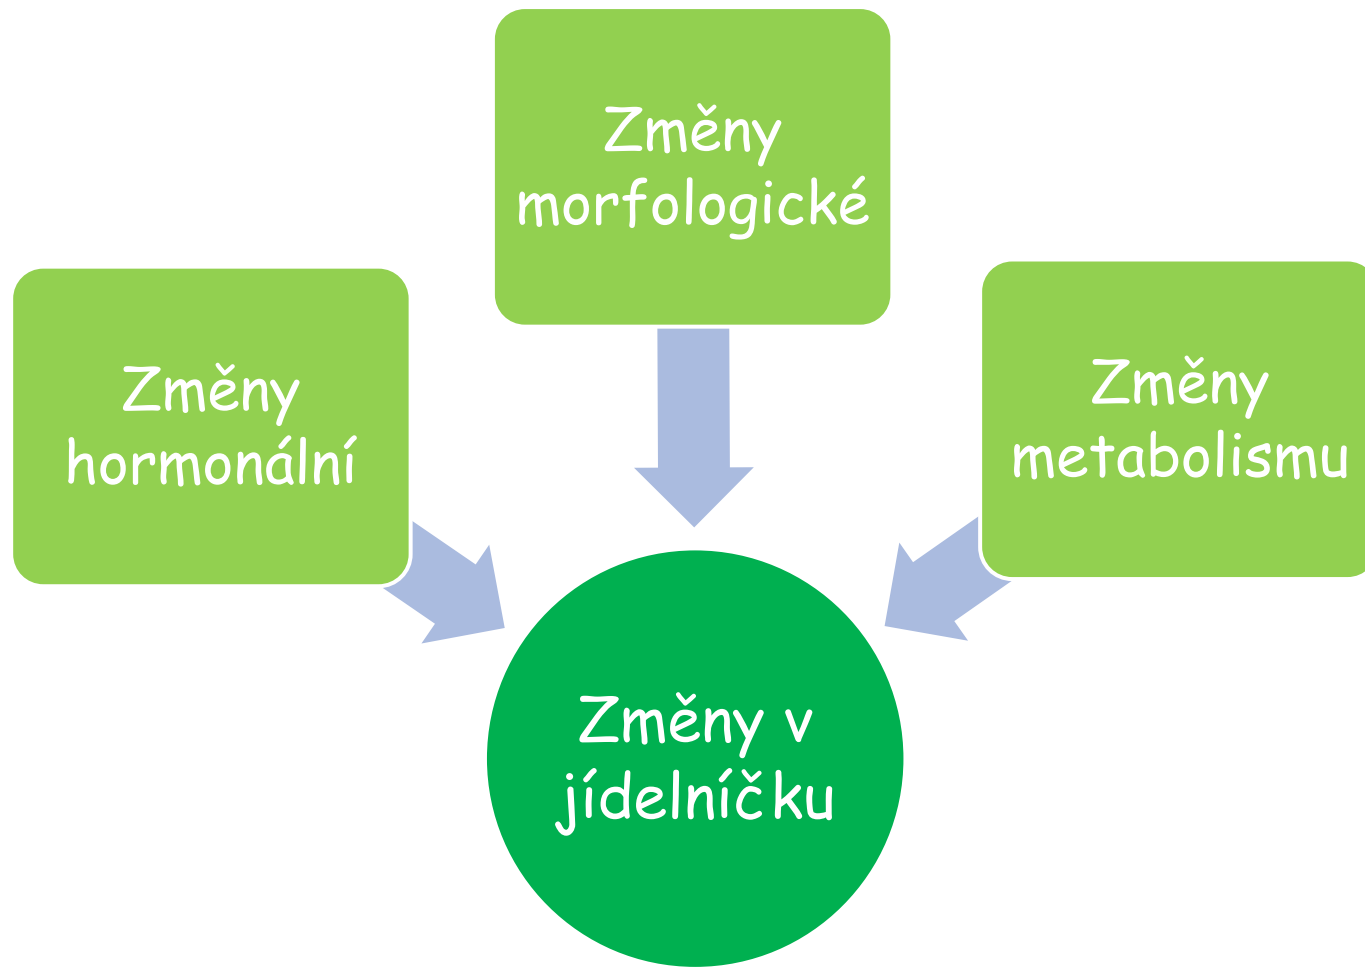 Změny
morfologické
Změny
hormonální
Změny
metabolismu
Změny v
jídelníčku